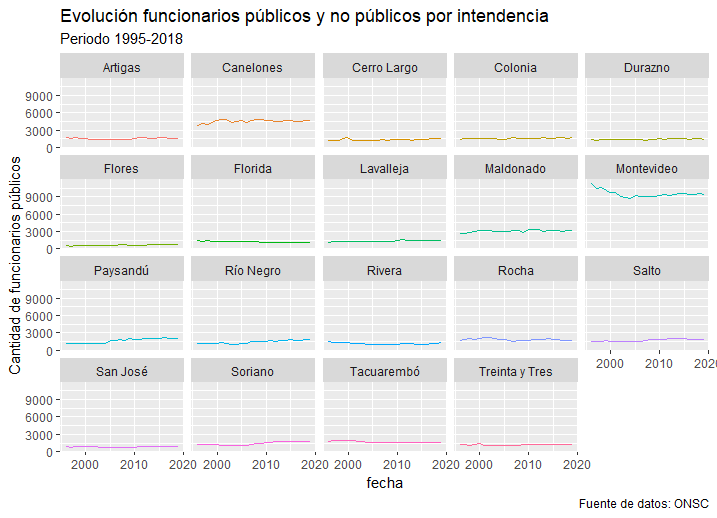 Evolución funcionarios públicos y no públicos por intendencia
Periodo 1995-2018
Artigas Canelones Cerro Largo Colonia Durazno
9000
6000
3000
0
Flores Florida Lavalleja Maldonado Montevideo
9000
6000
3000
0
Paysandú Río Negro Rivera Rocha Salto
9000
6000
3000
0
2000 2010 2020
San José Soriano Tacuarembó Treinta y Tres
9000
6000
3000
0
2000 2010 2020 2000 2010 2020 2000 2010 2020 2000 2010 2020
Cantidad de funcionarios públicos
fecha
Fuente de datos: ONSC